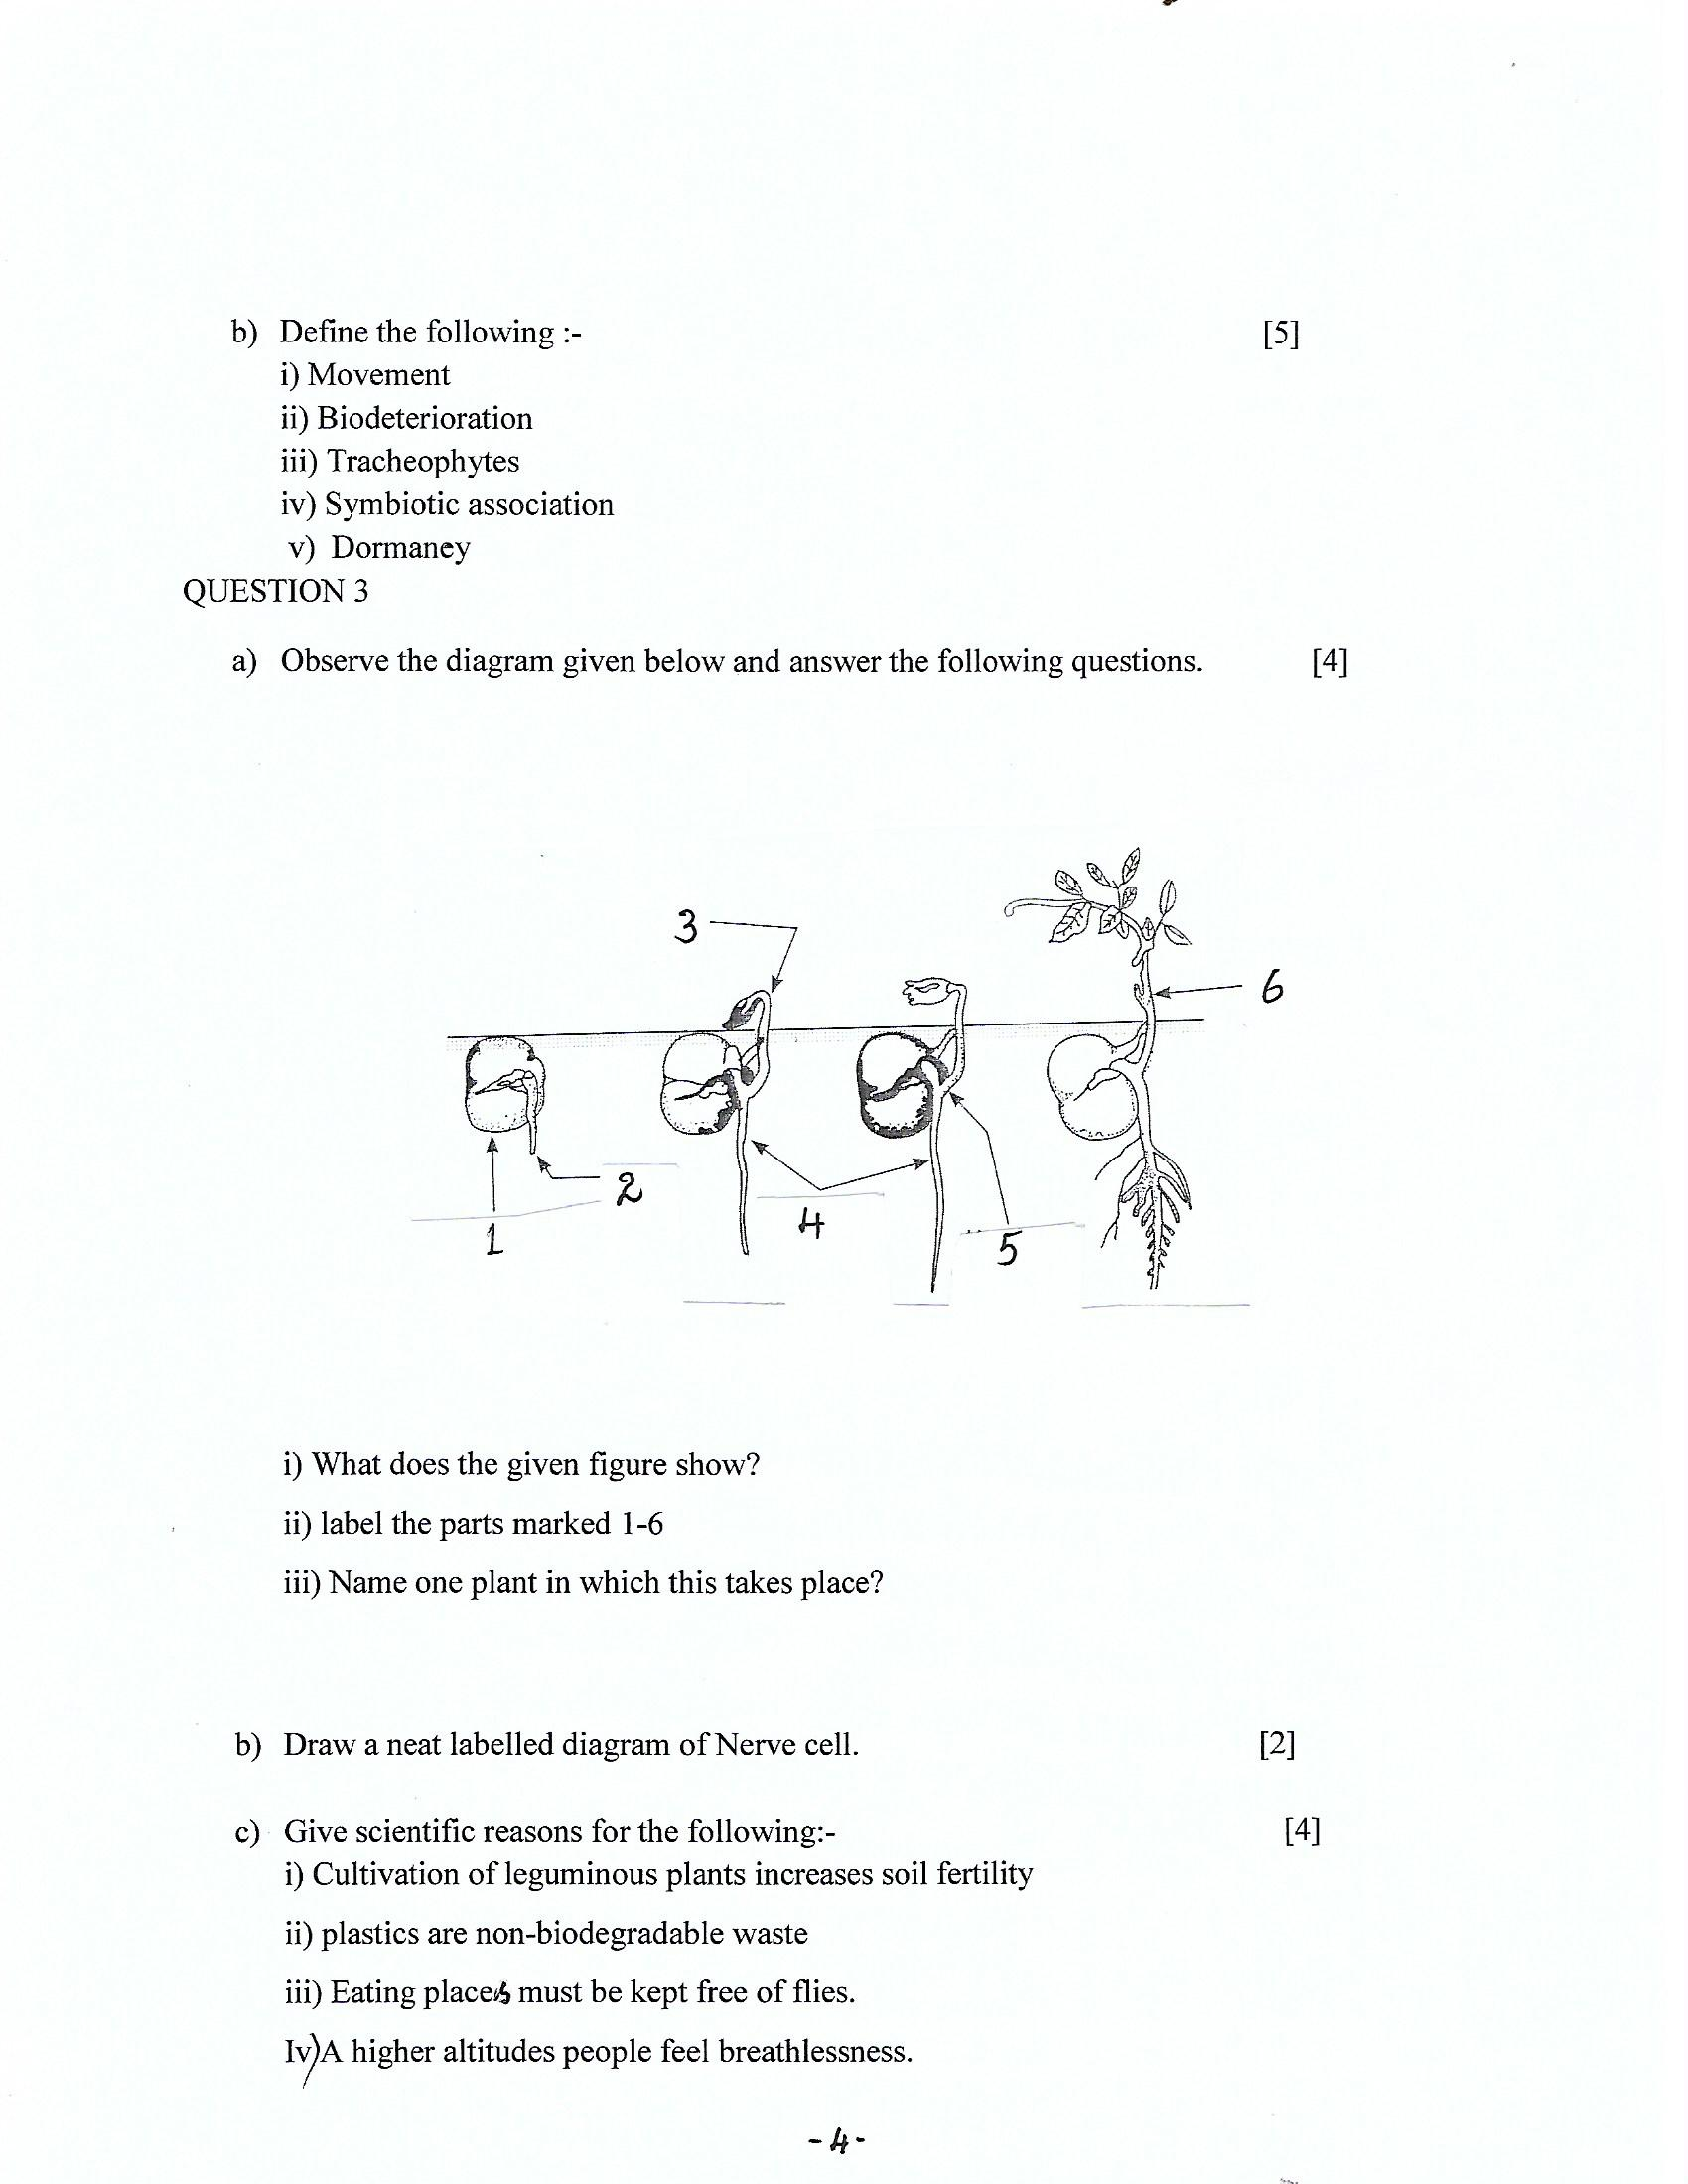 b) Define the following :- [5]
i) Movement
ii) Biodeterioration
iii) Tracheophytes
iv) Symbiotic association
v) Dormaney
QUESTION 3
a) Observe the diagram given below and answer the following questions. [4]
3
6
2
4
1
5
i) What does the given figure show?
ii) label the parts marked 1-6
iii) Name one plant in which this takes place?
b) Draw a neat labelled diagram of Nerve cell. [2]
c) Give scientific reasons for the following:- [4]
i) Cultivation of leguminous plants increases soil fertility
ii) plastics are non-biodegradable waste
iii) Eating places must be kept free of flies.
Iv) A higher altitudes people feel breathlessness.
- 4 -